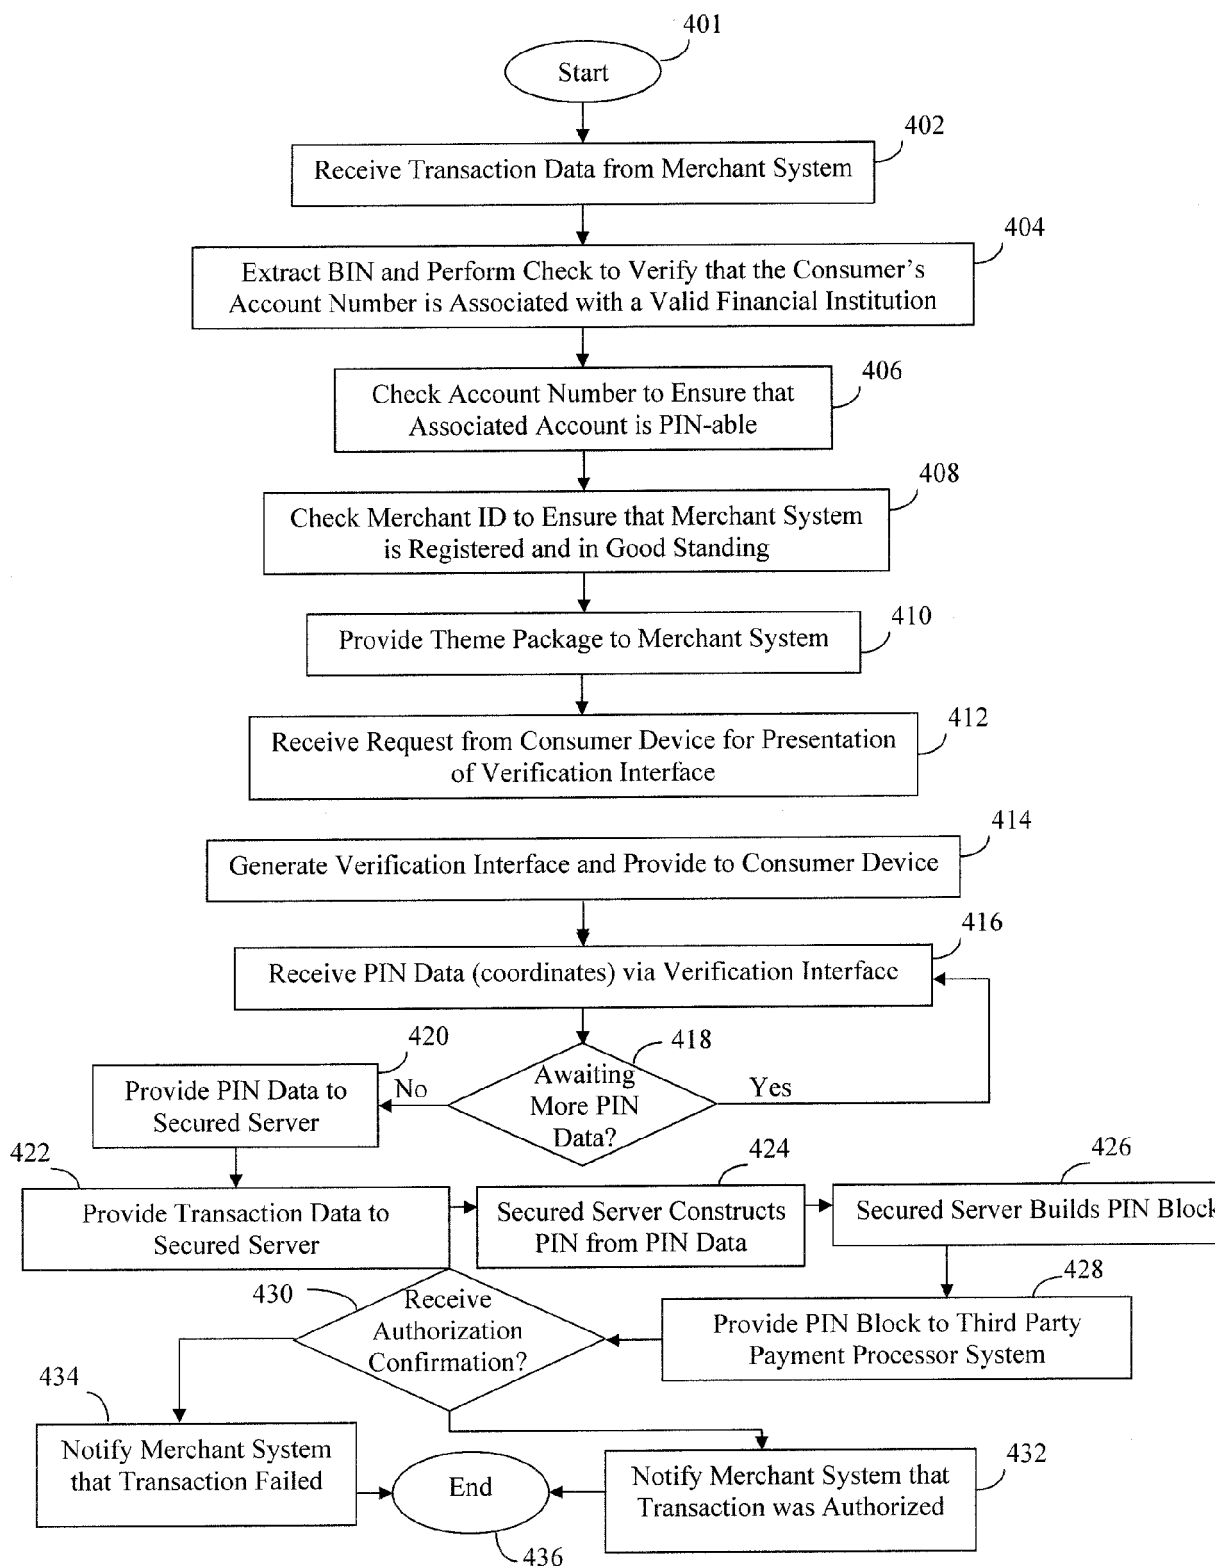 401
Start
402
Receive Transaction Data from Merchant System
404
Extract BIN and Perform Check to Verify that the Consumer's
Account Number is Associated with a Valid Financial Institution
406
Check Account Number to Ensure that
Associated Account is PIN-able
408
Check Merchant ID to Ensure that Merchant System
is Registered and in Good Standing
410
Provide Theme Package to Merchant System
412
Receive Request from Consumer Device for Presentation
of Verification Interface
414
Generate Verification Interface and Provide to Consumer Device
416
Receive PIN Data (coordinates) via Verification Interface
418
Awaiting
More PIN
Data?
No
Yes
420
Provide PIN Data to
Secured Server
422
Provide Transaction Data to
Secured Server
424
Secured Server Constructs
PIN from PIN Data
426
Secured Server Builds PIN Block
428
Provide PIN Block to Third Party
Payment Processor System
430
Receive
Authorization
Confirmation?
434
Notify Merchant System
that Transaction Failed
432
Notify Merchant System that
Transaction was Authorized
End
436